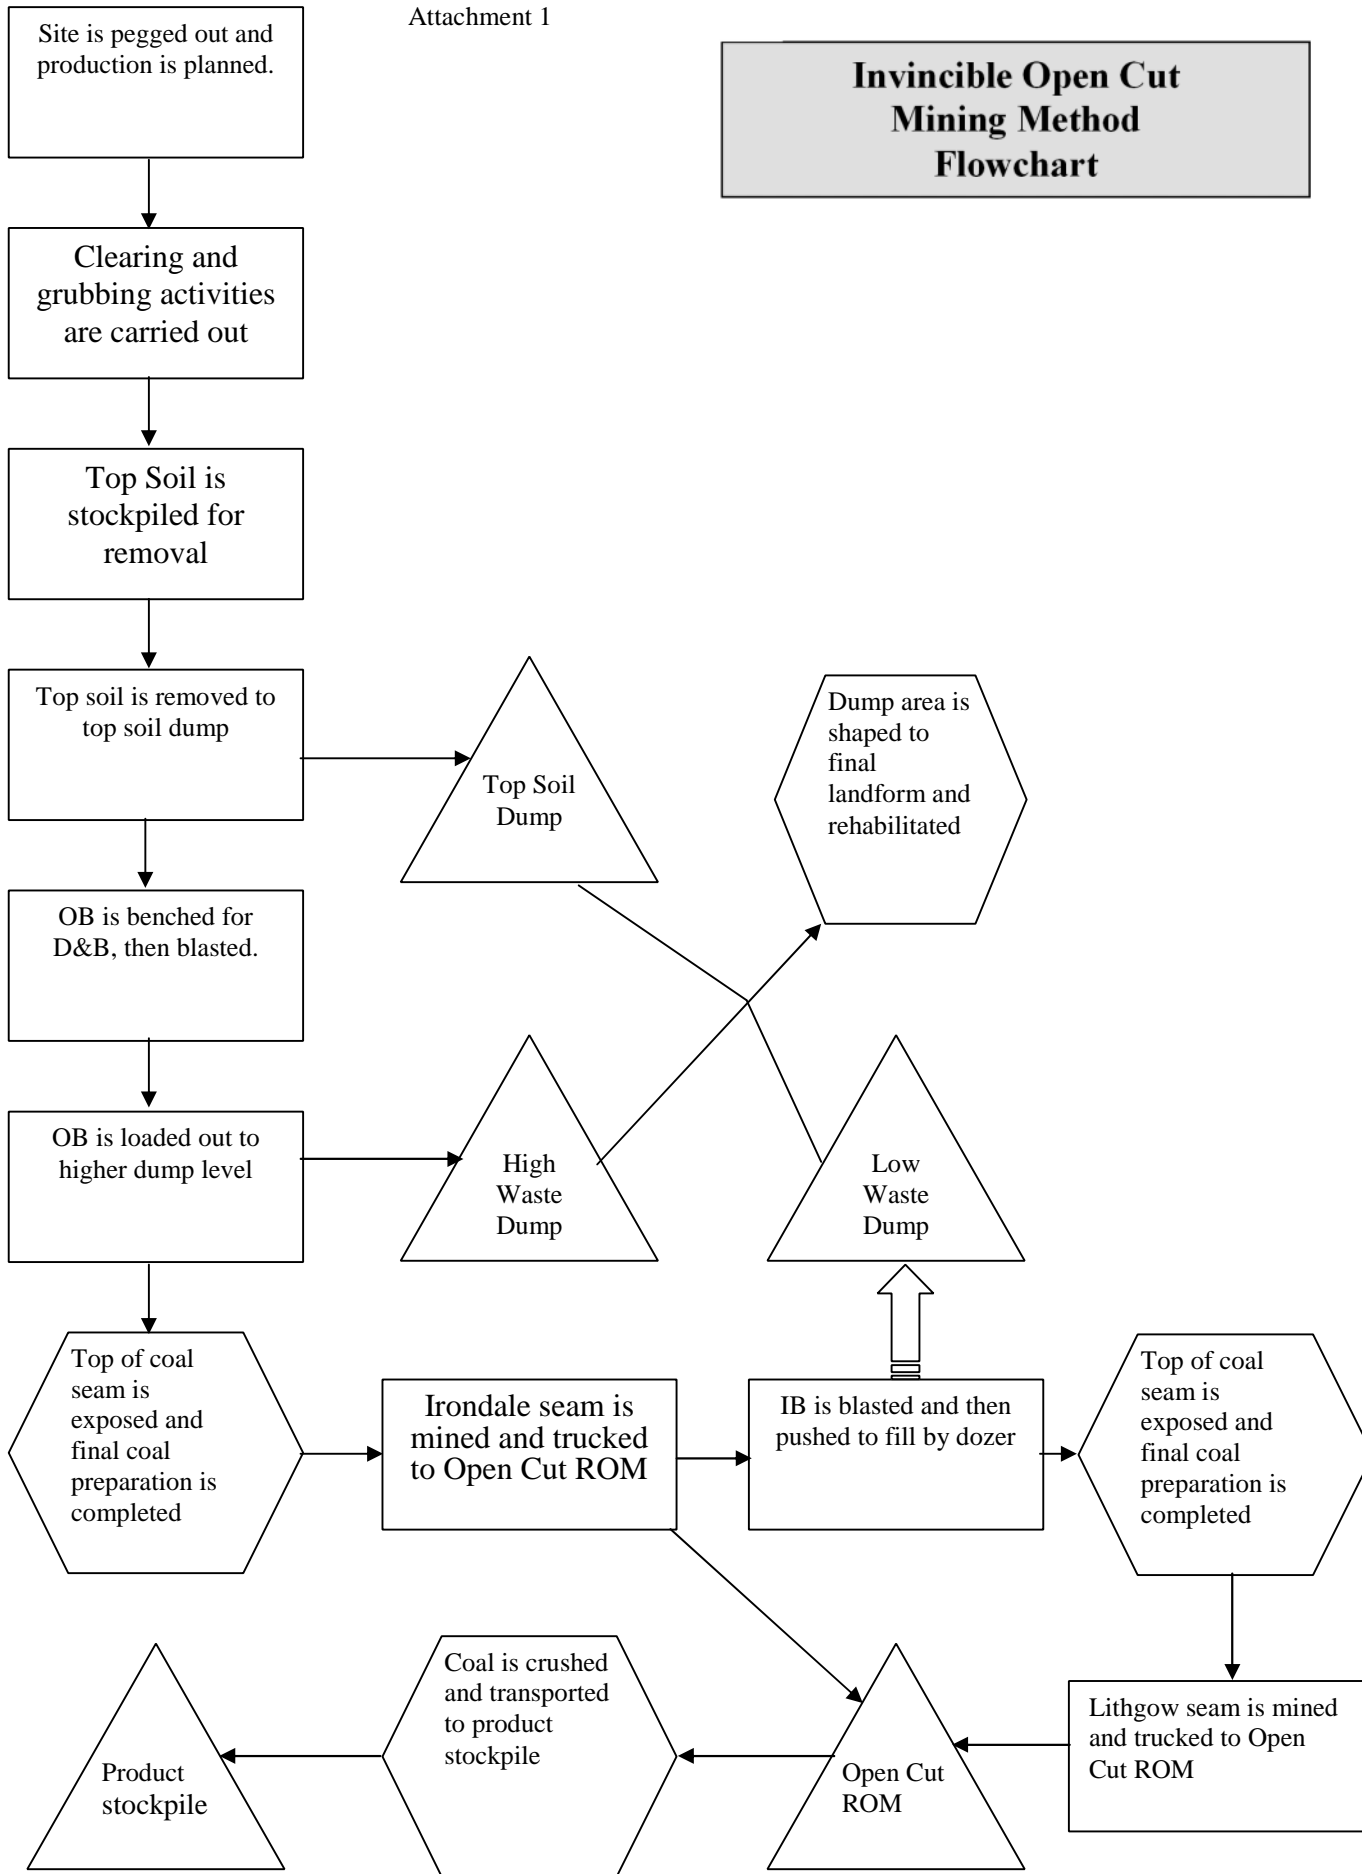 Attachment 1
Invincible Open Cut
Mining Method
Flowchart
Site is pegged out and
production is planned.
Clearing and
grubbing activities
are carried out
Top Soil is
stockpiled for
removal
Top soil is removed to
top soil dump
Top Soil
Dump
Dump area is
shaped to
final
landform and
rehabilitated
OB is benched for
D&B, then blasted.
OB is loaded out to
higher dump level
High
Waste
Dump
Low
Waste
Dump
Top of coal
seam is
exposed and
final coal
preparation is
completed
Irondale seam is
mined and trucked
to Open Cut ROM
IB is blasted and then
pushed to fill by dozer
Top of coal
seam is
exposed and
final coal
preparation is
completed
Lithgow seam is mined
and trucked to Open
Cut ROM
Open Cut
ROM
Coal is crushed
and transported
to product
stockpile
Product
stockpile